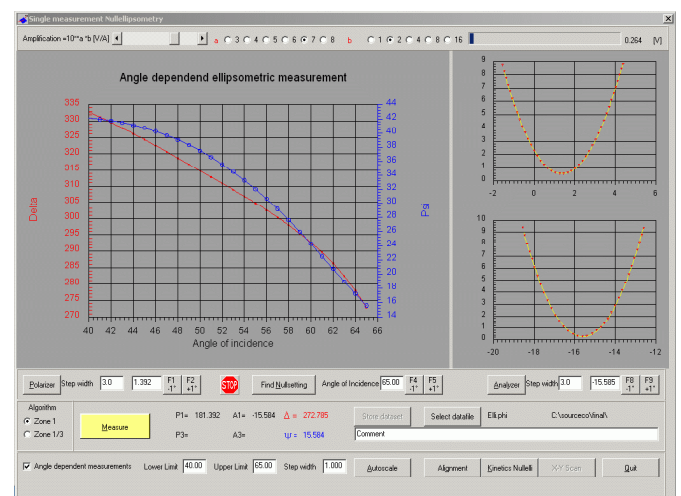 Single measurement Nullellipsometry
Amplification =10**a *b [V/A] a 3 4 5 6 7 8 b 1 2 4 8 16 0.264 [V]
Angle dependend ellipsometric measurement
335
330
325
320
315
310
305
300
295
290
285
280
275
270
Delta
44
42
40
38
36
34
32
30
28
26
24
22
20
18
16
14
Psi
40 42 44 46 48 50 52 54 56 58 60 62 64 66
Angle of incidence
9
8
7
6
5
4
3
2
1
0
-2 0 2 4 6
10
9
8
7
6
5
4
3
2
1
0
-20 -18 -16 -14 -12
Polarizer Step width 3.0 1.392 F1 -1° F2 +1° STOP Find Nullsetting Angle of Incidence 65.00 F4 -1° F5 +1° Analyzer Step width 3.0 -15.585 F8 -1° F9 +1°
Algorithm
Zone 1
Zone 1/3
Measure
P1= 181.392 A1= -15.584 Δ = 272.785
P3= A3= Ψ = 15.584
Store dataset Select datafile Elli.phi C:\sourceco\final\
Comment
Angle dependent measurements Lower Limit 40.00 Upper Limit 65.00 Step width 1.000 Autoscale Alignment Kinetics Nullelli X-Y Scan Quit